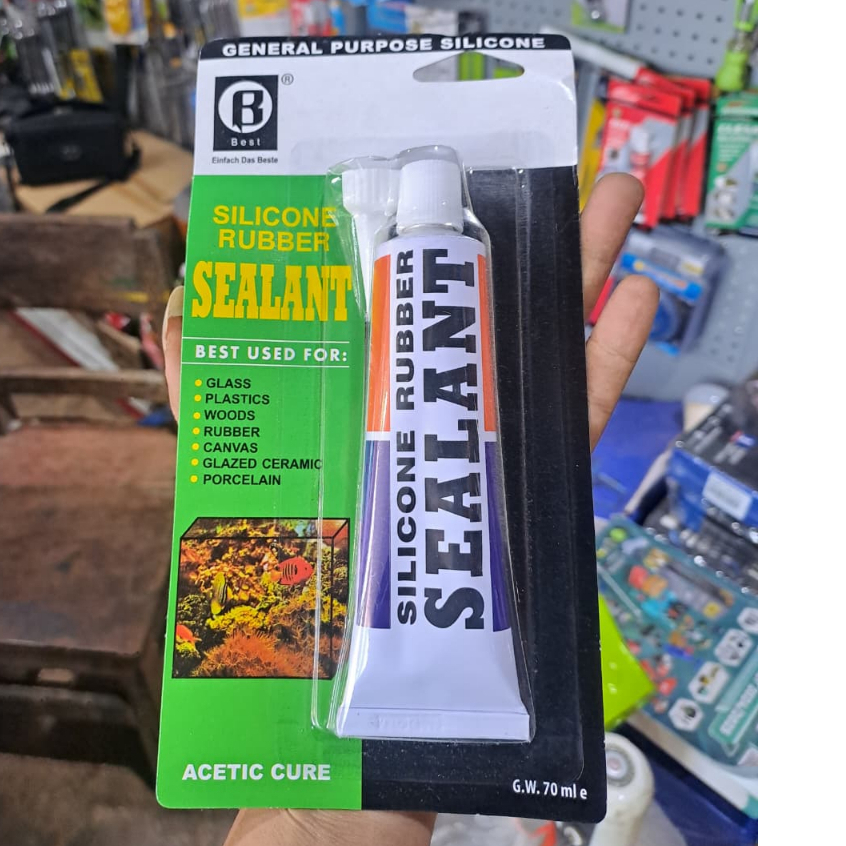 GENERAL PURPOSE SILICONE
B ®
Best
Einfach Das Beste
SILICONE
RUBBER
SEALANT
BEST USED FOR:
GLASS
PLASTICS
WOODS
RUBBER
CANVAS
GLAZED CERAMIC
PORCELAIN
ACETIC CURE
SILICONE RUBBER
SEALANT
G.W. 70 ml e